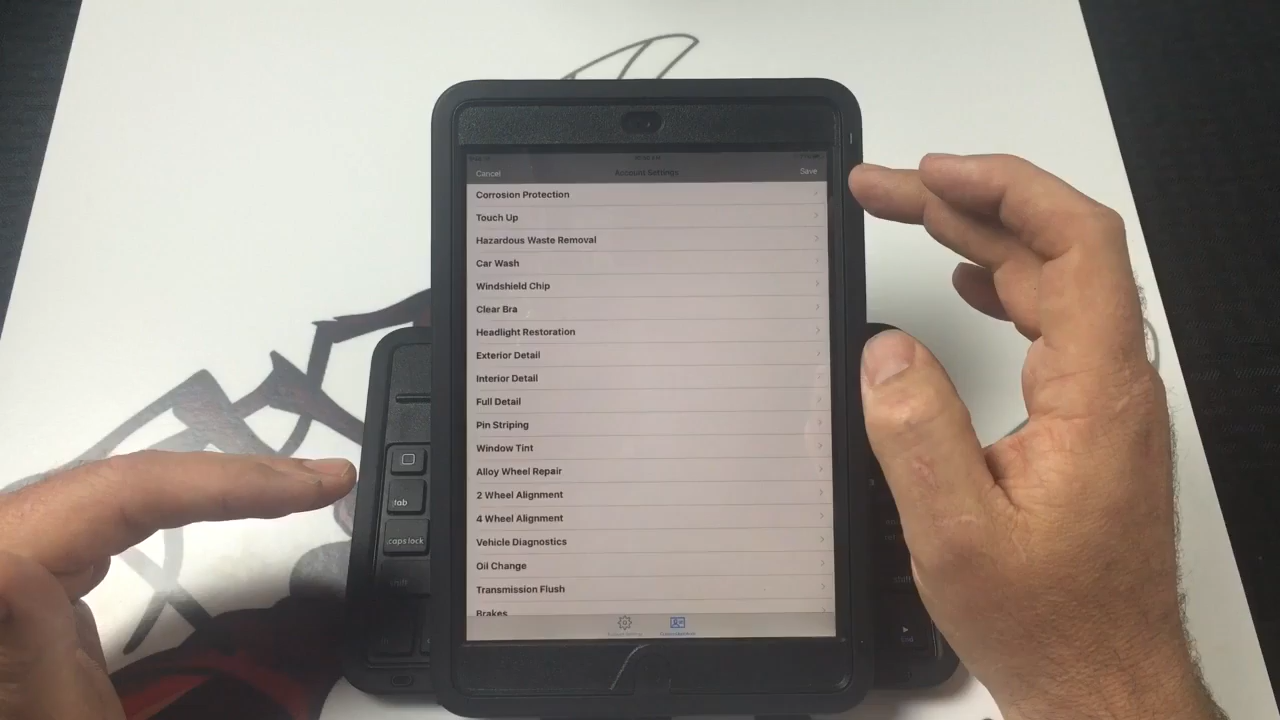 Cancel
Account Settings
Save
Corrosion Protection
Touch Up
Hazardous Waste Removal
Car Wash
Windshield Chip
Clear Bra
Headlight Restoration
Exterior Detail
Interior Detail
Full Detail
Pin Striping
Window Tint
Alloy Wheel Repair
2 Wheel Alignment
4 Wheel Alignment
Vehicle Diagnostics
Oil Change
Transmission Flush
Brakes
tab
caps lock
shift